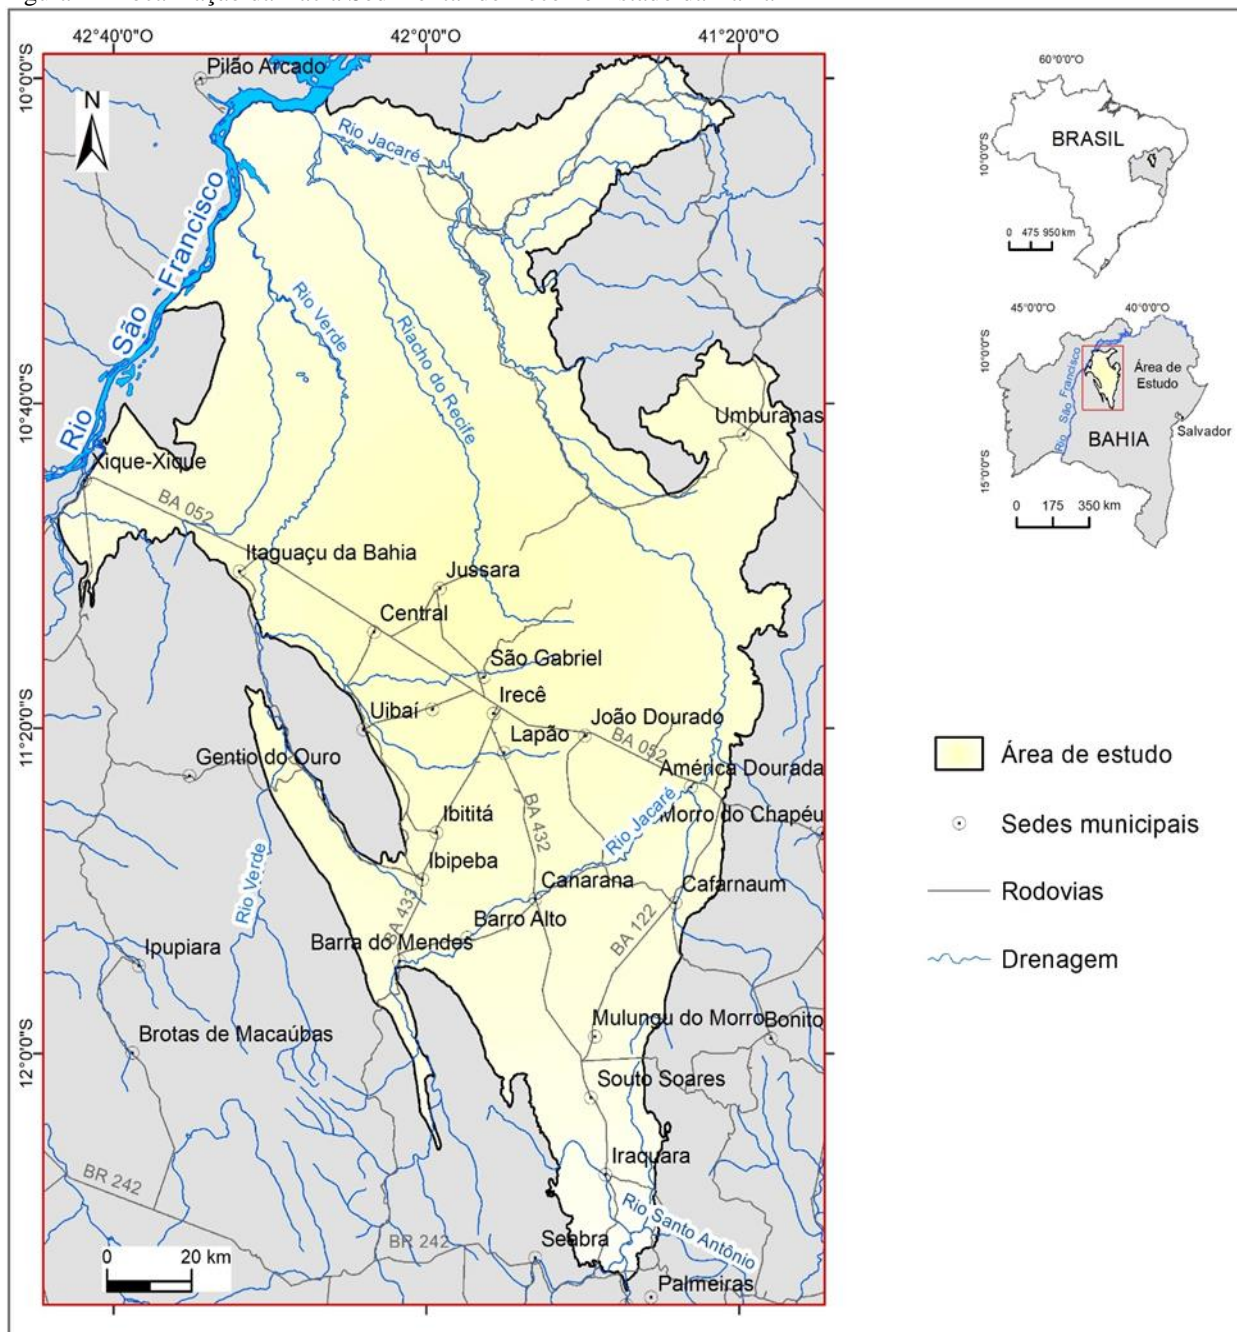 42°40'0"O
42°0'0"O
41°20'0"O
10°0'0"S
10°40'0"S
11°20'0"S
12°0'0"S
N
Pilão Arcado
Rio Jacaré
Rio São Francisco
Rio Verde
Riacho do Recife
Umburanas
Xique-Xique
BA 052
Itaguaçu da Bahia
Jussara
Central
São Gabriel
Irecê
Uibaí
Lapão
João Dourado
BA 052
Gentio do Ouro
América Dourada
Ibititá
BA 432
Rio Jacaré
Morro do Chapéu
Ibipeba
Rio Verde
Canarana
Cafarnaum
BA 433
Barro Alto
BA 122
Barra do Mendes
Ipupiara
Mulungu do Morro
Bonito
Brotas de Macaúbas
Souto Soares
Iraquara
BR 242
Rio Santo Antônio
BR 242
Seabra
Palmeiras
0 20 km
60°0'0"O
BRASIL
10°0'0"S
0 475 950 km
45°0'0"O
40°0'0"O
10°0'0"S
15°0'0"S
Rio São Francisco
Área de
Estudo
BAHIA
Salvador
0 175 350 km
Área de estudo
Sedes municipais
Rodovias
Drenagem